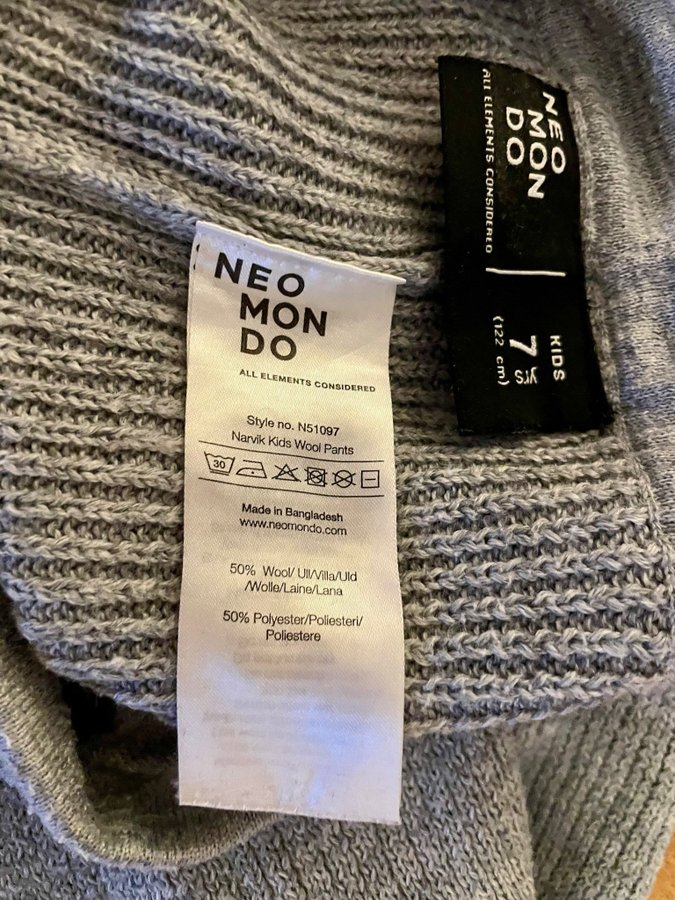 NEO
MON
DO
ALL ELEMENTS CONSIDERED
Style no. N51097
Narvik Kids Wool Pants
30
Made in Bangladesh
www.neomondo.com
50% Wool/ Ull/Villa/Uld
/Wolle/Laine/Lana
50% Polyester/Poliesteri/
Poliestere
NEO
MON
DO
ALL ELEMENTS CONSIDERED
KIDS
7 yrs
(122 cm)